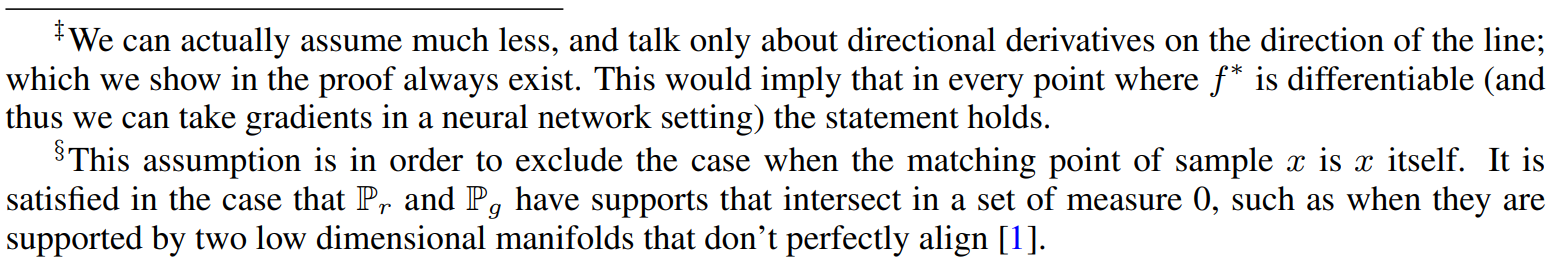 ‡We can actually assume much less, and talk only about directional derivatives on the direction of the line;
which we show in the proof always exist. This would imply that in every point where f* is differentiable (and
thus we can take gradients in a neural network setting) the statement holds.
§This assumption is in order to exclude the case when the matching point of sample x is x itself. It is
satisfied in the case that ℙr and ℙg have supports that intersect in a set of measure 0, such as when they are
supported by two low dimensional manifolds that don't perfectly align [1].